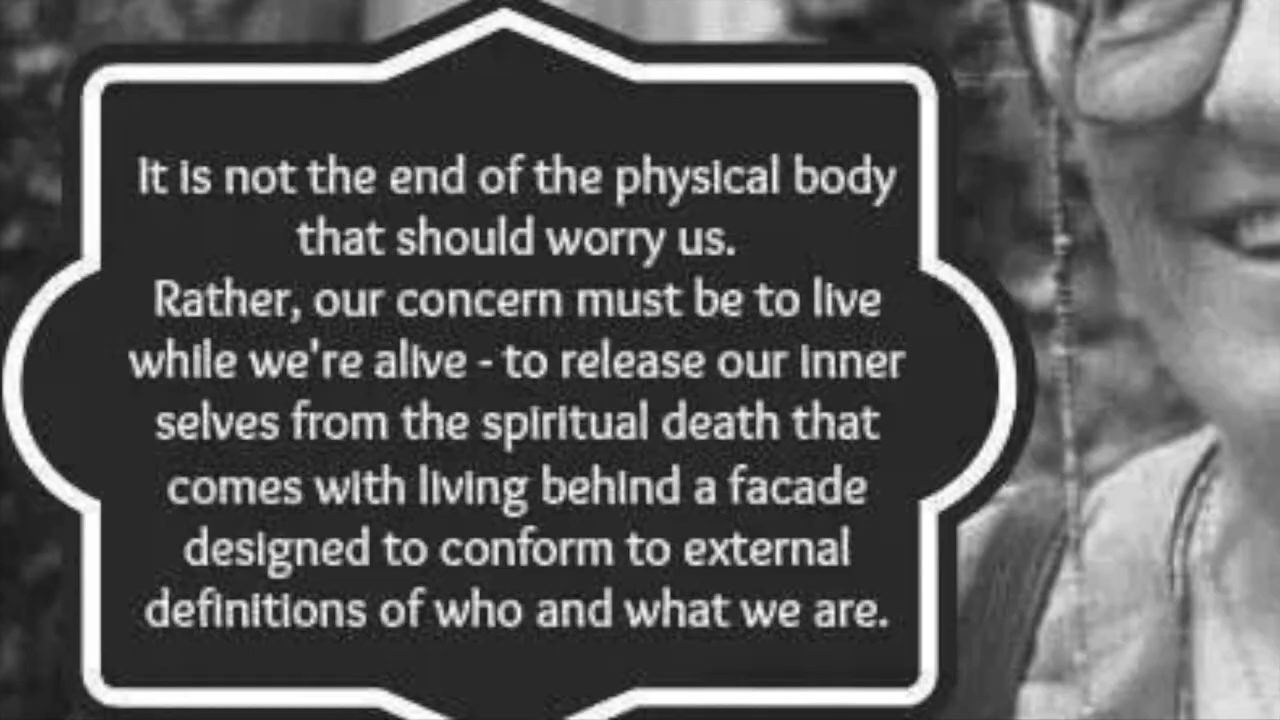 It is not the end of the physical body
that should worry us.
Rather, our concern must be to live
while we're alive - to release our inner
selves from the spiritual death that
comes with living behind a facade
designed to conform to external
definitions of who and what we are.